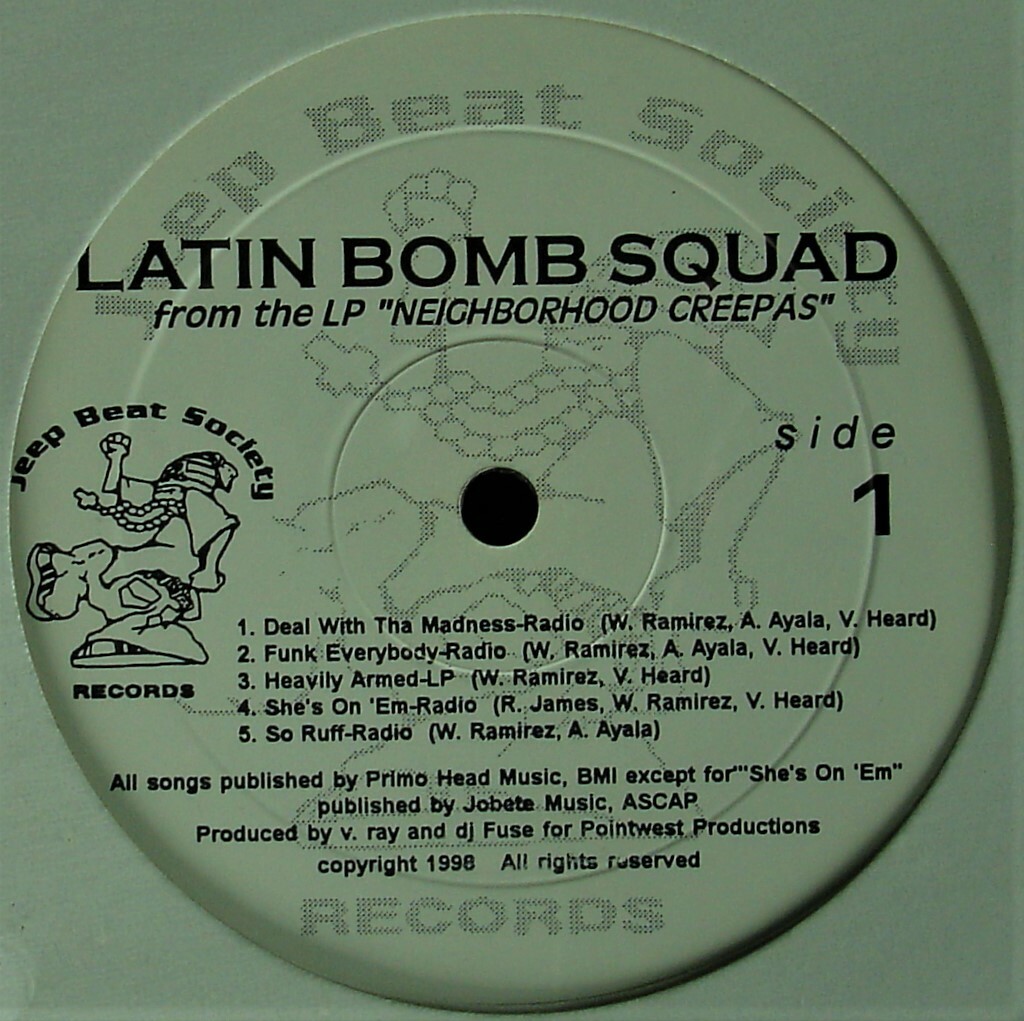 Jeep Beat Society
LATIN BOMB SQUAD
from the LP "NEIGHBORHOOD CREEPAS"
Jeep Beat Society
RECORDS
side
1
1. Deal With Tha Madness-Radio (W. Ramirez, A. Ayala, V. Heard)
2. Funk Everybody-Radio (W. Ramirez, A. Ayala, V. Heard)
3. Heavily Armed-LP (W. Ramirez, V. Heard)
4. She's On 'Em-Radio (R. James, W. Ramirez, V. Heard)
5. So Ruff-Radio (W. Ramirez, A. Ayala)
All songs published by Primo Head Music, BMI except for'"She's On 'Em"
published by Jobete Music, ASCAP
Produced by v. ray and dj Fuse for Pointwest Productions
copyright 1998 All rights reserved
RECORDS